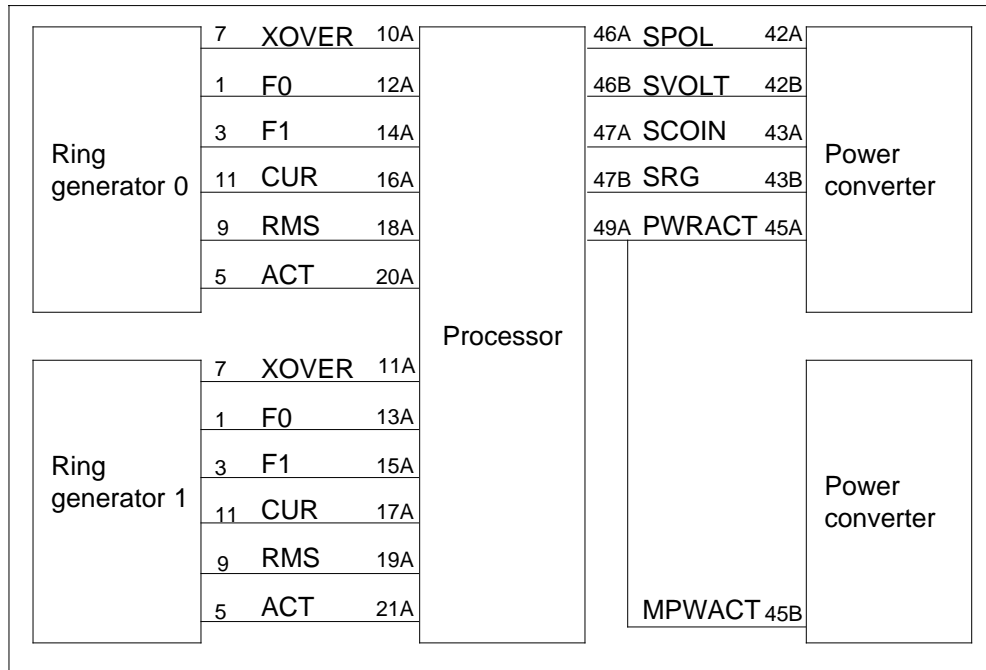 7 XOVER 10A
1 F0 12A
3 F1 14A
11 CUR 16A
9 RMS 18A
5 ACT 20A
Ring
generator 0
7 XOVER 11A
1 F0 13A
3 F1 15A
11 CUR 17A
9 RMS 19A
5 ACT 21A
Ring
generator 1
Processor
46A SPOL 42A
46B SVOLT 42B
47A SCOIN 43A
47B SRG 43B
49A PWRACT 45A
Power
converter
MPWACT 45B
Power
converter